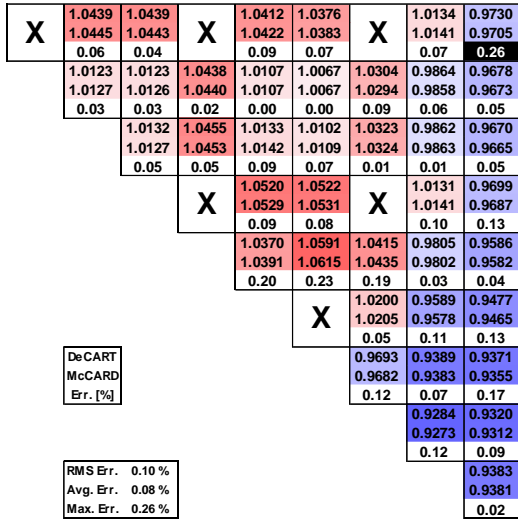 X 1.0439 1.0439 X 1.0412 1.0376 X 1.0134 0.9730
1.0445 1.0443 1.0422 1.0383 1.0141 0.9705
0.06 0.04 0.09 0.07 0.07 0.26
1.0123 1.0123 1.0438 1.0107 1.0067 1.0304 0.9864 0.9678
1.0127 1.0126 1.0440 1.0107 1.0067 1.0294 0.9858 0.9673
0.03 0.03 0.02 0.00 0.00 0.09 0.06 0.05
1.0132 1.0455 1.0133 1.0102 1.0323 0.9862 0.9670
1.0127 1.0453 1.0142 1.0109 1.0324 0.9863 0.9665
0.05 0.05 0.09 0.07 0.01 0.01 0.05
X 1.0520 1.0522 X 1.0131 0.9699
1.0529 1.0531 1.0141 0.9687
0.09 0.08 0.10 0.13
1.0370 1.0591 1.0415 0.9805 0.9586
1.0391 1.0615 1.0435 0.9802 0.9582
0.20 0.23 0.19 0.03 0.04
X 1.0200 0.9589 0.9477
1.0205 0.9578 0.9465
0.05 0.11 0.13
DeCART 0.9693 0.9389 0.9371
McCARD 0.9682 0.9383 0.9355
Err. [%] 0.12 0.07 0.17
0.9284 0.9320
0.9273 0.9312
0.12 0.09
RMS Err. 0.10 % 0.9383
Avg. Err. 0.08 % 0.9381
Max. Err. 0.26 % 0.02